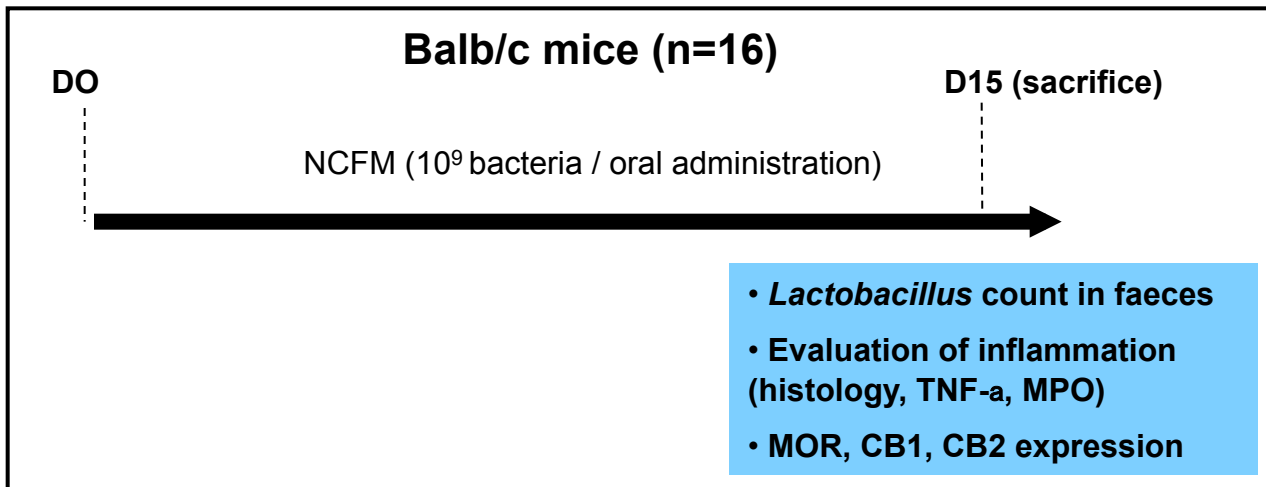 Balb/c mice (n=16)
DO
D15 (sacrifice)
NCFM (10⁹ bacteria / oral administration)
• Lactobacillus count in faeces
• Evaluation of inflammation
(histology, TNF-a, MPO)
• MOR, CB1, CB2 expression